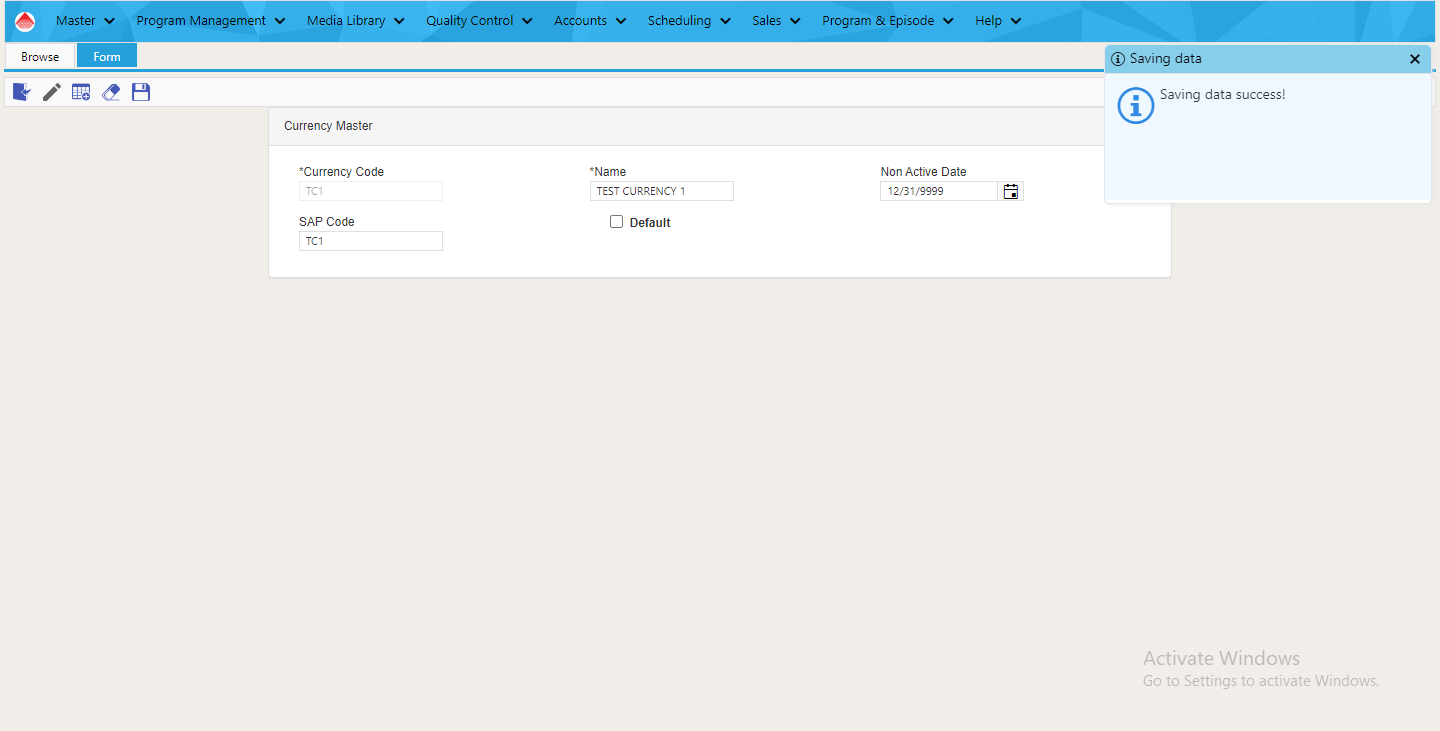 Master Program Management Media Library Quality Control Accounts Scheduling Sales Program & Episode Help
Browse Form
Saving data
Saving data success!
Currency Master
*Currency Code *Name Non Active Date
TC1 TEST CURRENCY 1 12/31/9999
SAP Code Default
TC1
Activate Windows
Go to Settings to activate Windows.